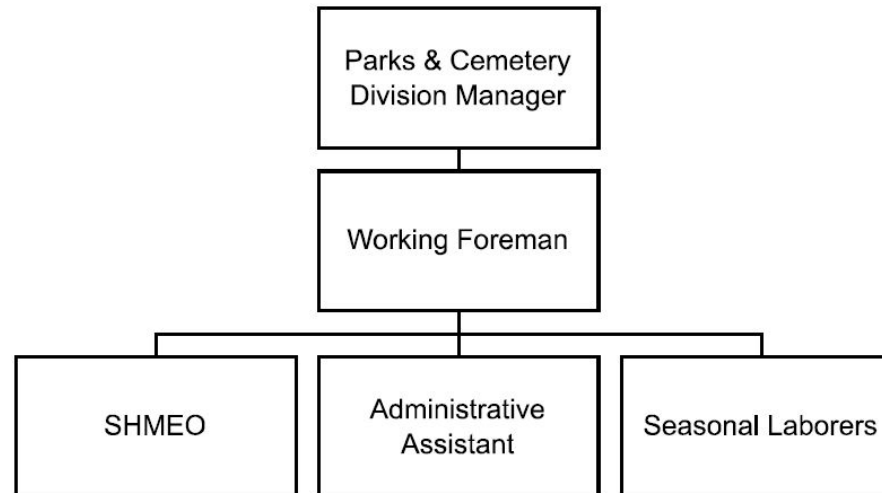 Parks & Cemetery
Division Manager
Working Foreman
SHMEO
Administrative
Assistant
Seasonal Laborers